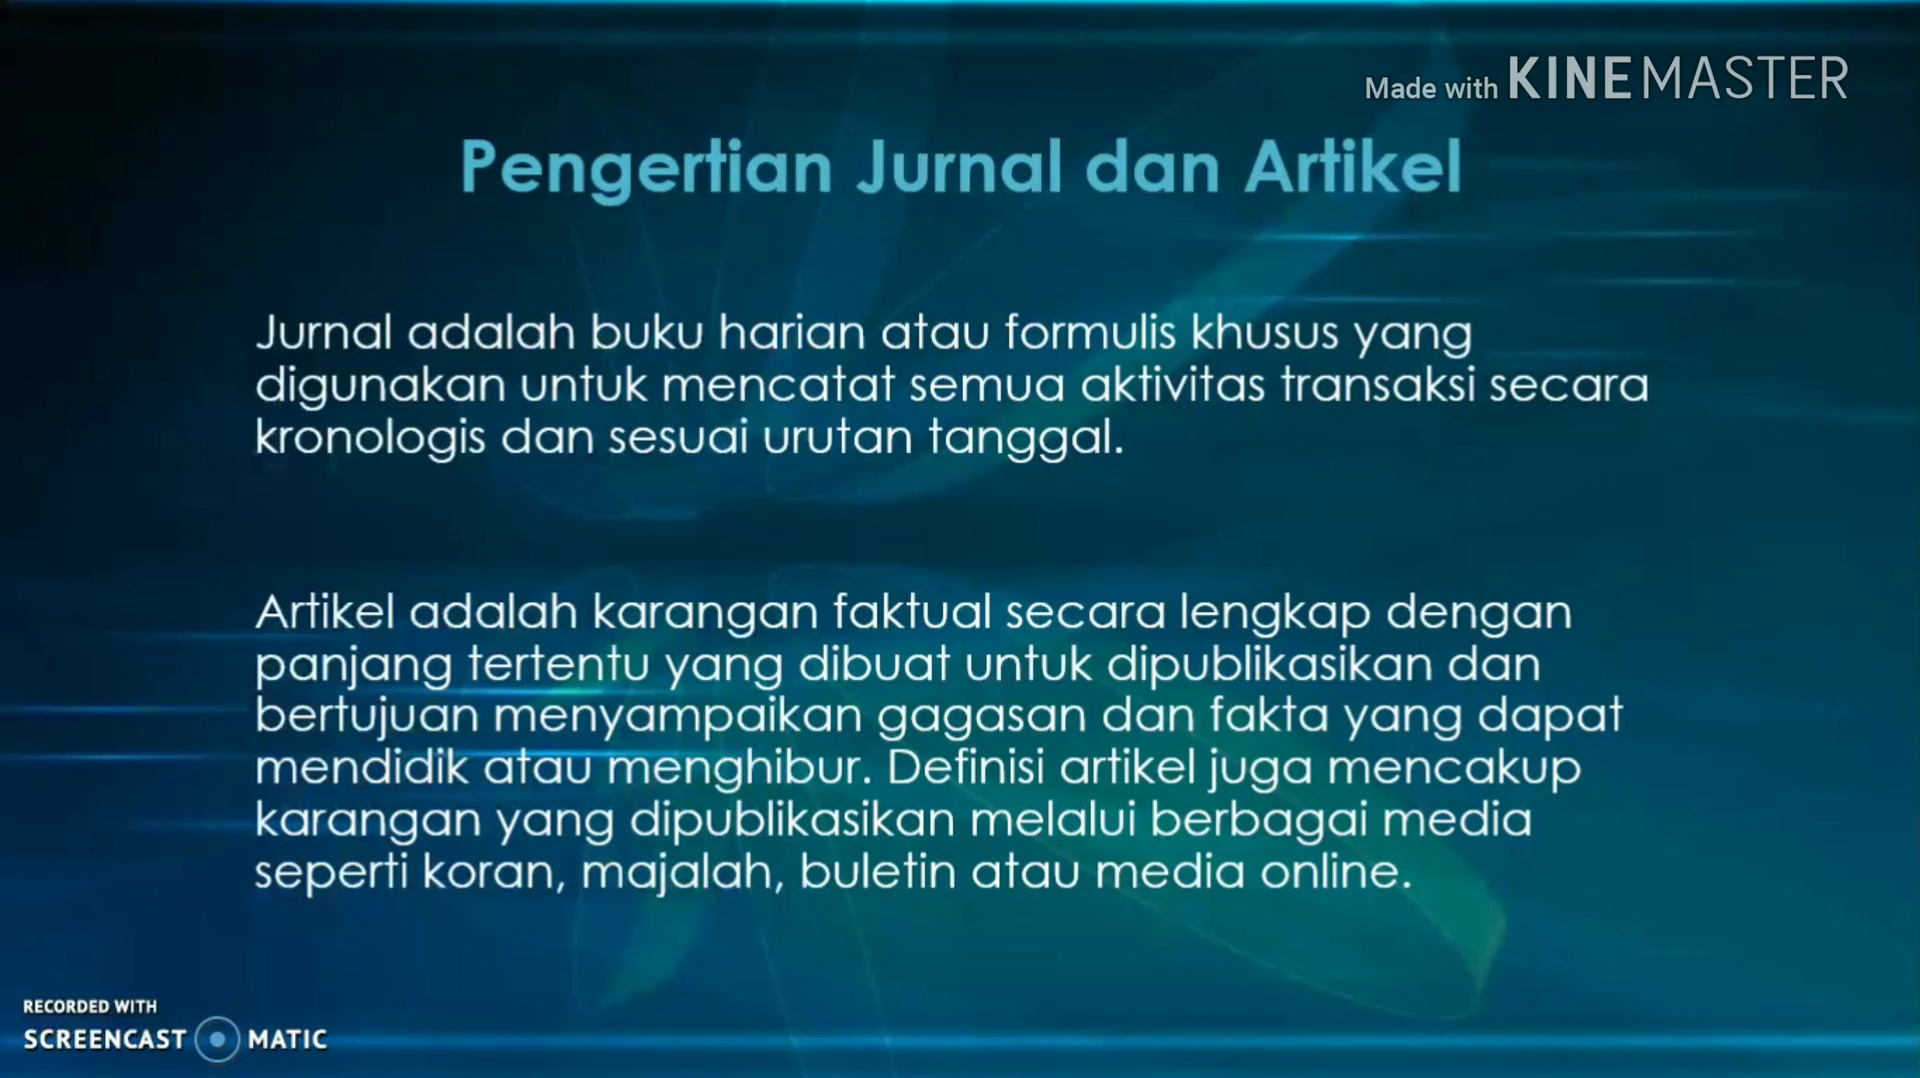 Made with KINEMASTER
Pengertian Jurnal dan Artikel
Jurnal adalah buku harian atau formulis khusus yang
digunakan untuk mencatat semua aktivitas transaksi secara
kronologis dan sesuai urutan tanggal.
Artikel adalah karangan faktual secara lengkap dengan
panjang tertentu yang dibuat untuk dipublikasikan dan
bertujuan menyampaikan gagasan dan fakta yang dapat
mendidik atau menghibur. Definisi artikel juga mencakup
karangan yang dipublikasikan melalui berbagai media
seperti koran, majalah, buletin atau media online.
RECORDED WITH
SCREENCAST MATIC